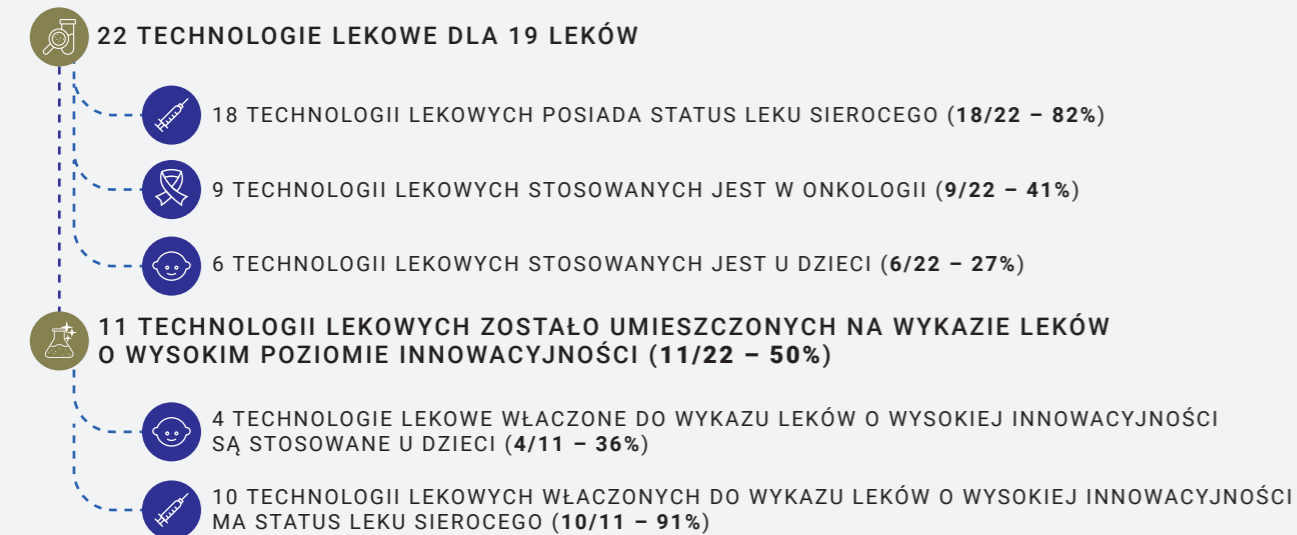 22 TECHNOLOGIE LEKOWE DLA 19 LEKÓW
18 TECHNOLOGII LEKOWYCH POSIADA STATUS LEKU SIEROCEGO (18/22 – 82%)
9 TECHNOLOGII LEKOWYCH STOSOWANYCH JEST W ONKOLOGII (9/22 – 41%)
6 TECHNOLOGII LEKOWYCH STOSOWANYCH JEST U DZIECI (6/22 – 27%)
11 TECHNOLOGII LEKOWYCH ZOSTAŁO UMIESZCZONYCH NA WYKAZIE LEKÓW
O WYSOKIM POZIOMIE INNOWACYJNOŚCI (11/22 – 50%)
4 TECHNOLOGIE LEKOWE WŁACZONE DO WYKAZU LEKÓW O WYSOKIEJ INNOWACYJNOŚCI
SĄ STOSOWANE U DZIECI (4/11 – 36%)
10 TECHNOLOGII LEKOWYCH WŁACZONYCH DO WYKAZU LEKÓW O WYSOKIEJ INNOWACYJNOŚCI
MA STATUS LEKU SIEROCEGO (10/11 – 91%)